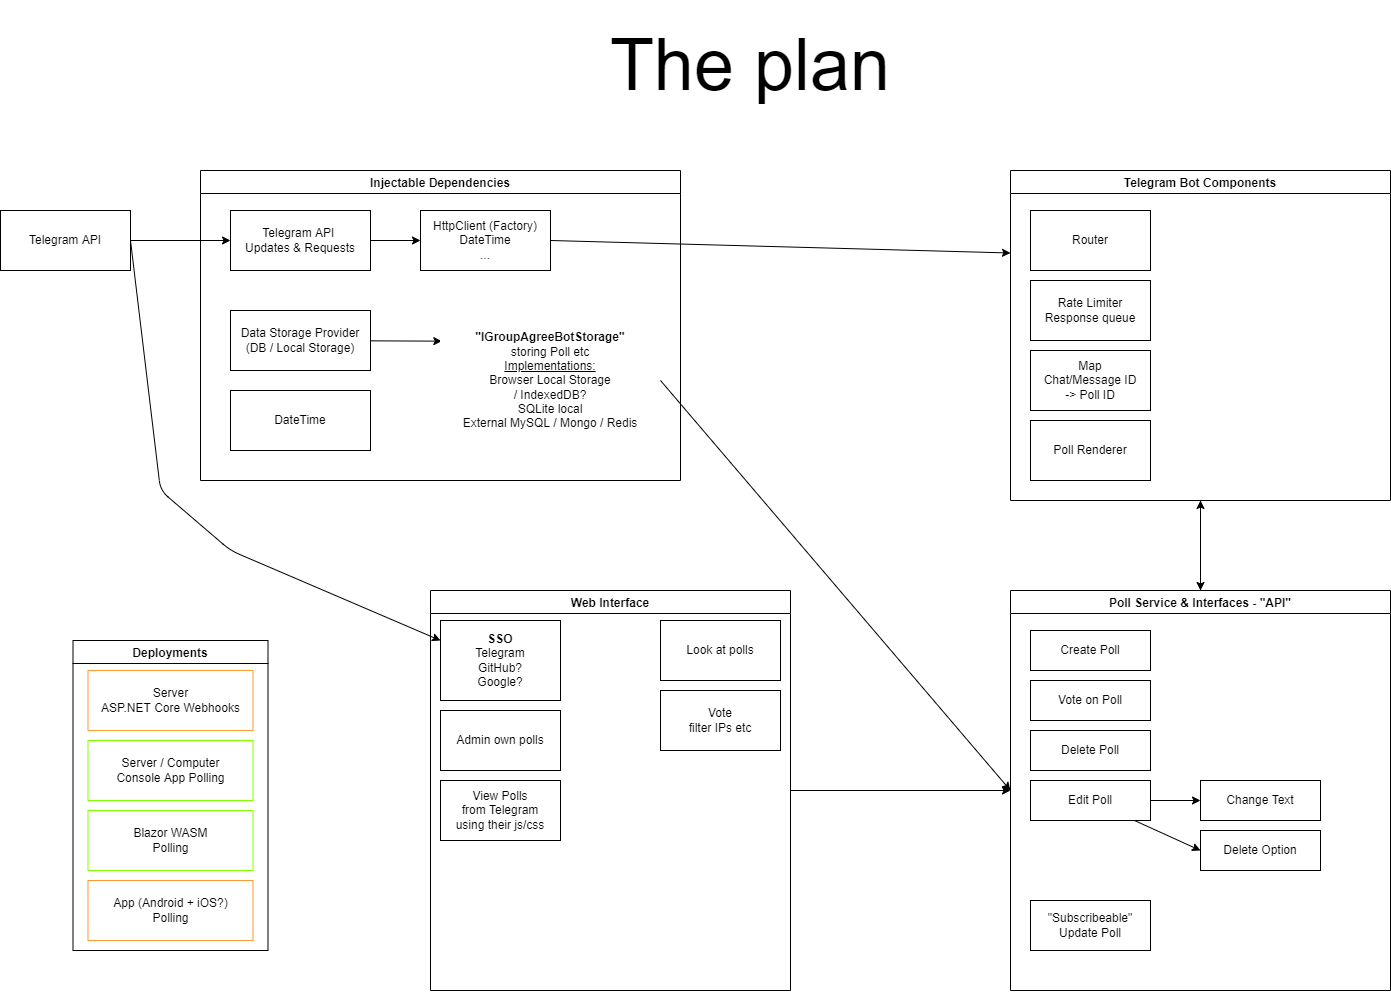 The plan
Telegram API
Injectable Dependencies
Telegram API
Updates & Requests
HttpClient (Factory)
DateTime
...
Data Storage Provider
(DB / Local Storage)
"IGroupAgreeBotStorage"
storing Poll etc
Implementations:
Browser Local Storage
/ IndexedDB?
SQLite local
External MySQL / Mongo / Redis
DateTime
Telegram Bot Components
Router
Rate Limiter
Response queue
Map
Chat/Message ID
-> Poll ID
Poll Renderer
Deployments
Server
ASP.NET Core Webhooks
Server / Computer
Console App Polling
Blazor WASM
Polling
App (Android + iOS?)
Polling
Web Interface
SSO
Telegram
GitHub?
Google?
Admin own polls
View Polls
from Telegram
using their js/css
Look at polls
Vote
filter IPs etc
Poll Service & Interfaces - "API"
Create Poll
Vote on Poll
Delete Poll
Edit Poll
Change Text
Delete Option
"Subscribeable"
Update Poll